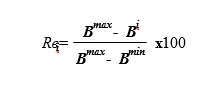 Re = (B^max - B^i) / (B^max - B^min) x100